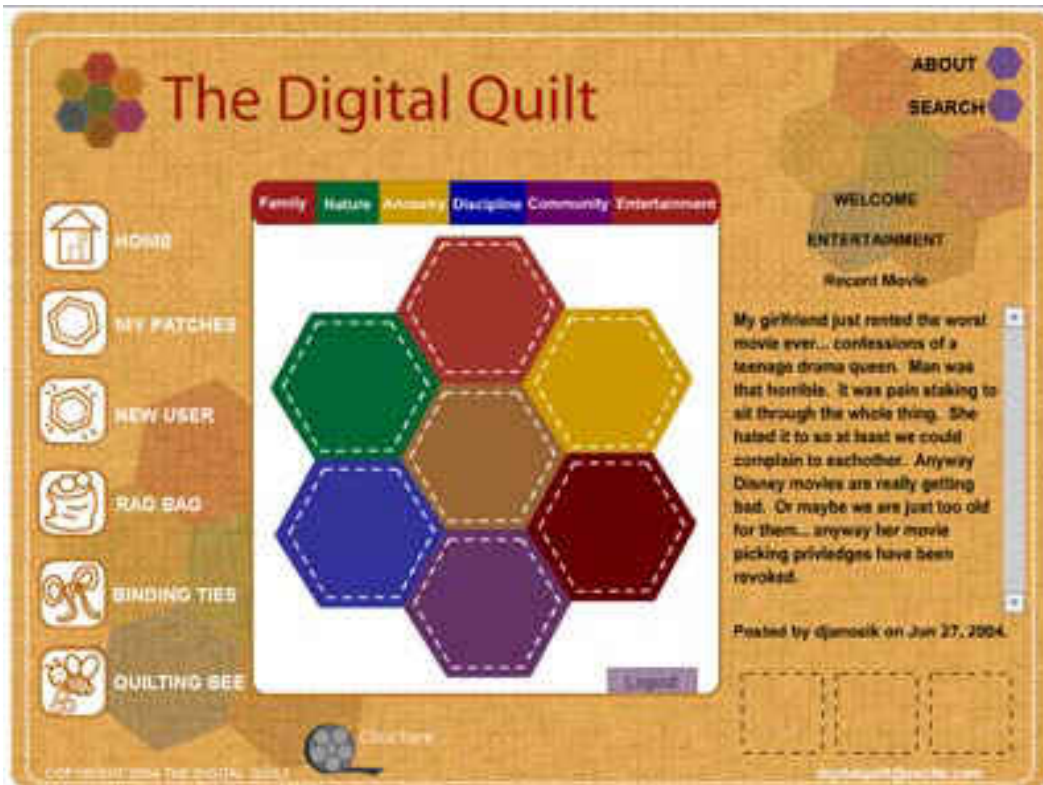 The Digital Quilt
ABOUT
SEARCH
Family Nature Ancestry Discipline Community Entertainment
HOME
MY PATCHES
NEW USER
RAG BAG
BINDING TIES
QUILTING BEE
WELCOME
ENTERTAINMENT
Recent Movie
My girlfriend just rented the worst
movie ever... confessions of a
teenage drama queen. Man was
that horrible. It was pain staking to
sit through the whole thing. She
hated it to so at least we could
complain to eachother. Anyway
Disney movies are really getting
bad. Or maybe we are just too old
for them... anyway her movie
picking priviedges have been
revoked.
Posted by djanosik on Jun 27, 2004.
Logout
Click here
COPYRIGHT 2004 THE DIGITAL QUILT